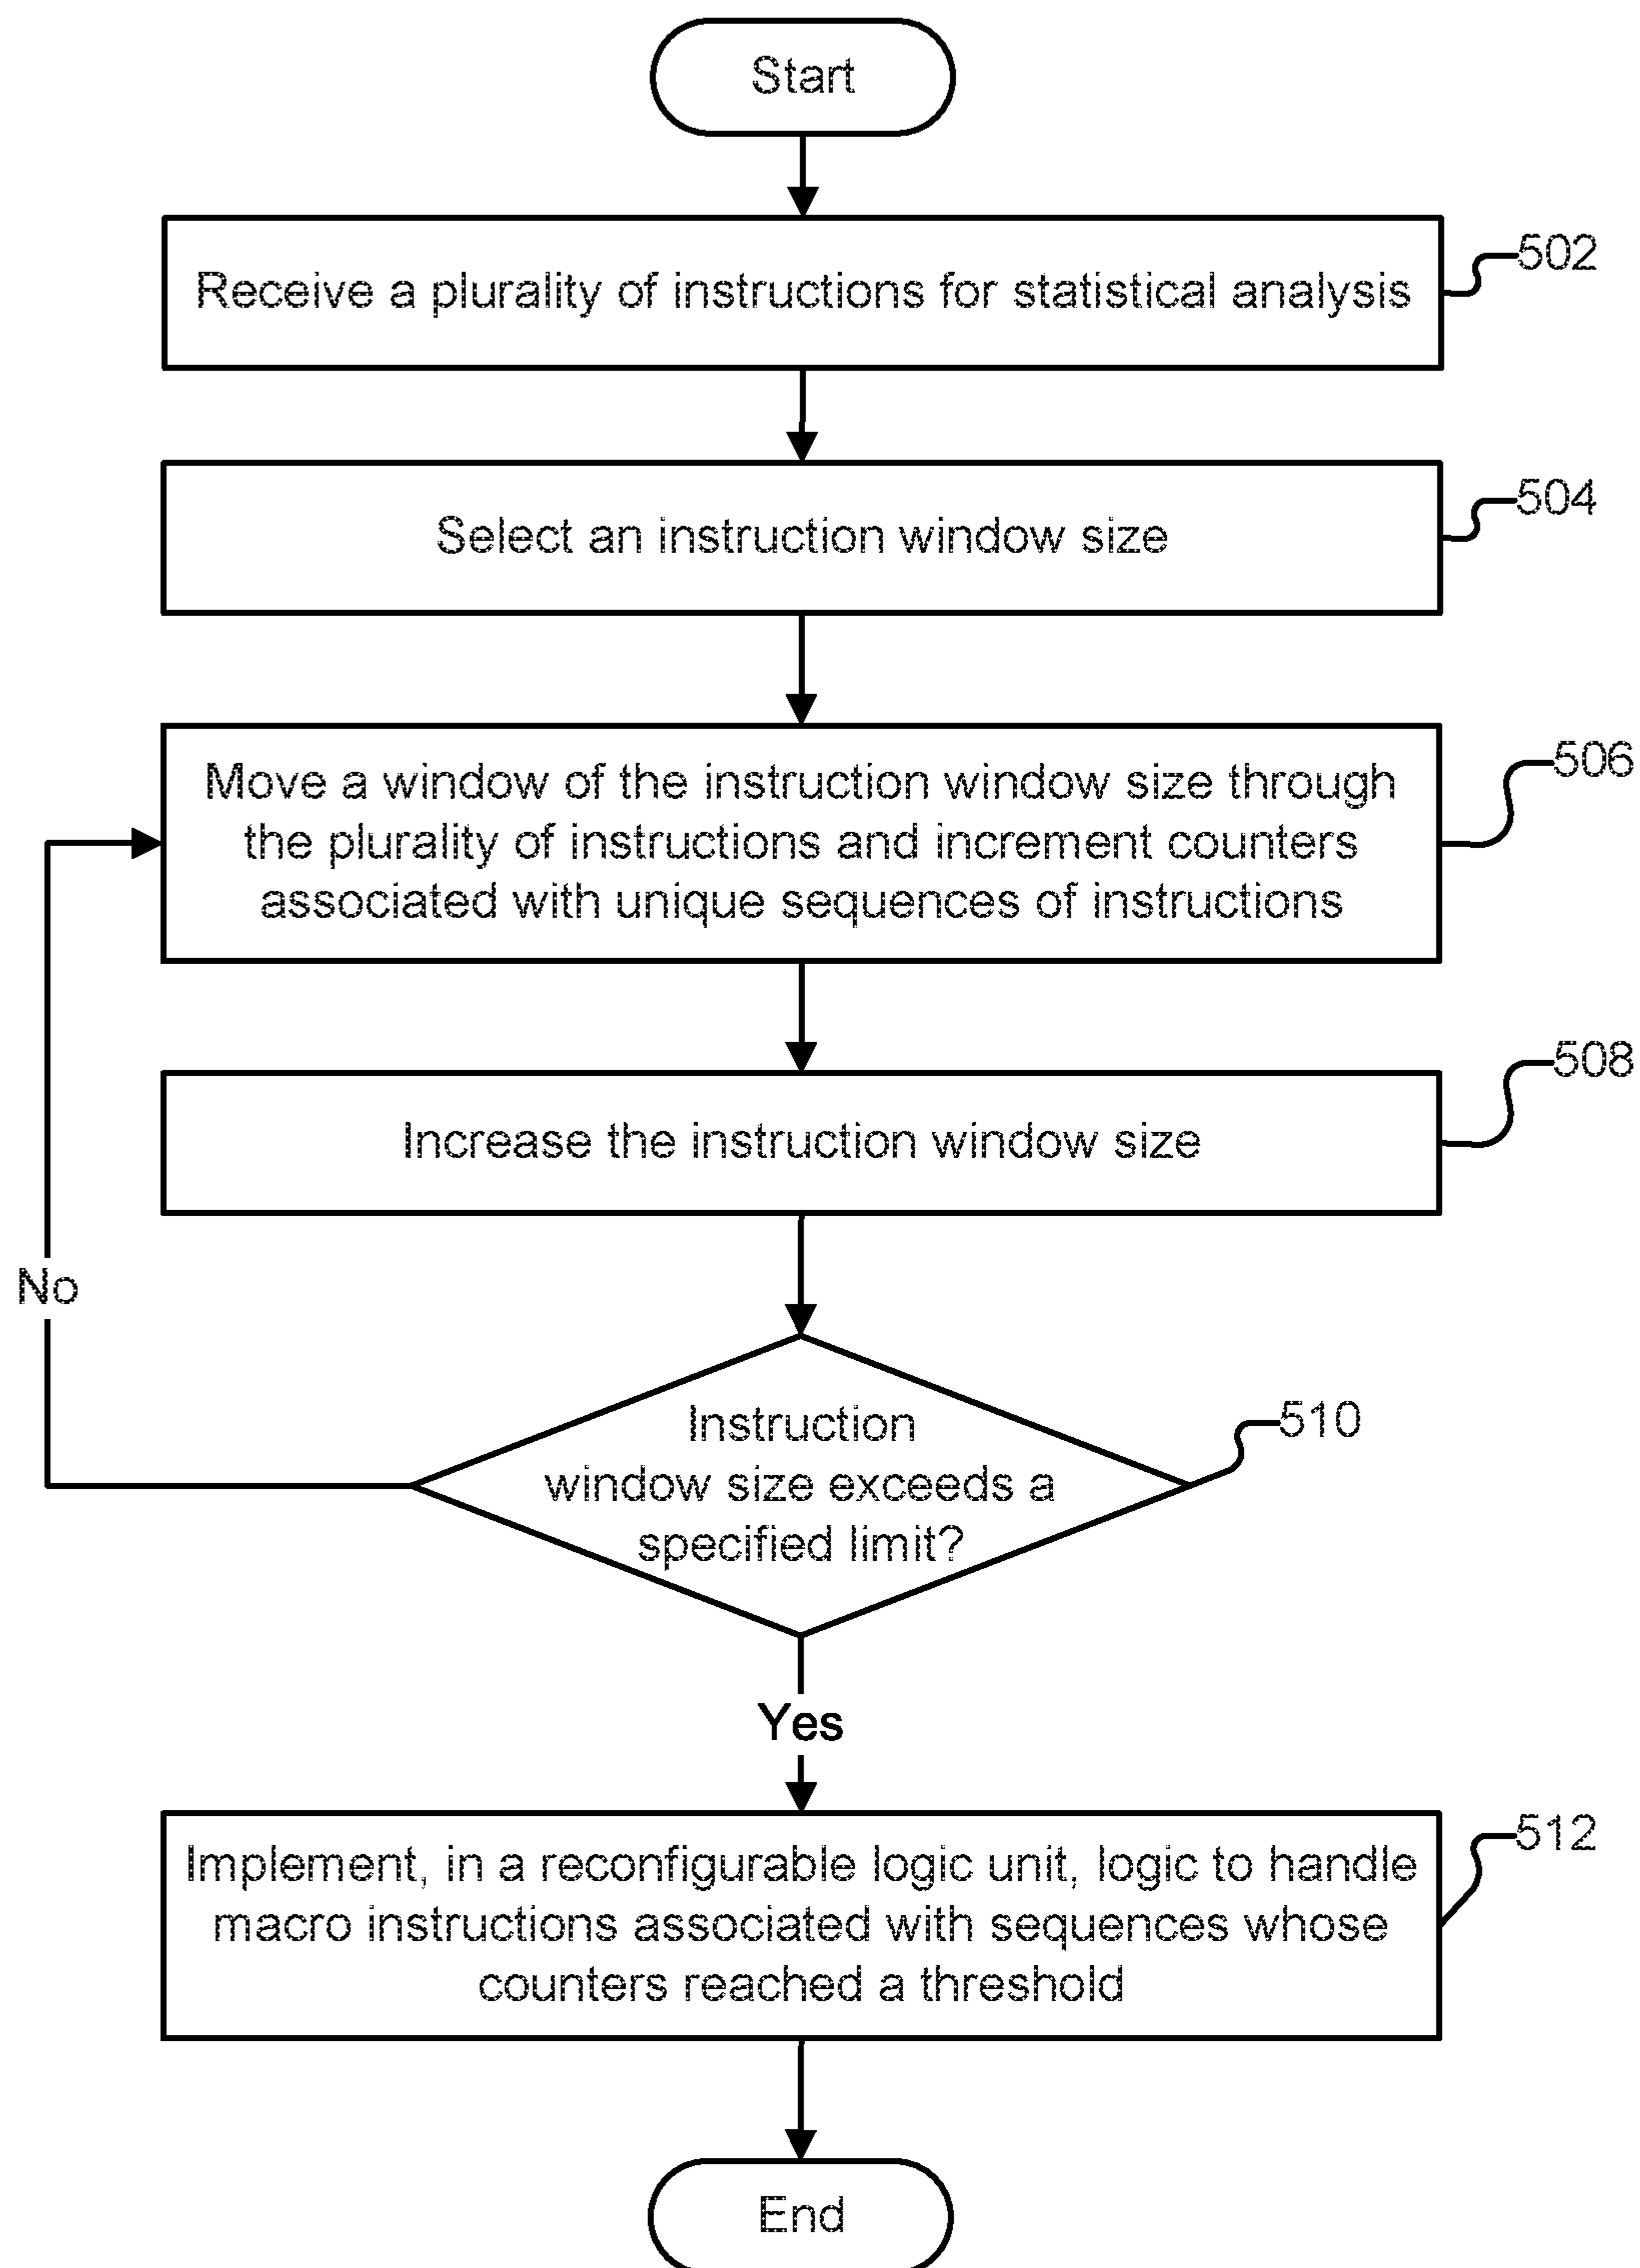 Start
Receive a plurality of instructions for statistical analysis
502
Select an instruction window size
504
Move a window of the instruction window size through
the plurality of instructions and increment counters
associated with unique sequences of instructions
506
Increase the instruction window size
508
No
Instruction
window size exceeds a
specified limit?
510
Yes
Implement, in a reconfigurable logic unit, logic to handle
macro instructions associated with sequences whose
counters reached a threshold
512
End